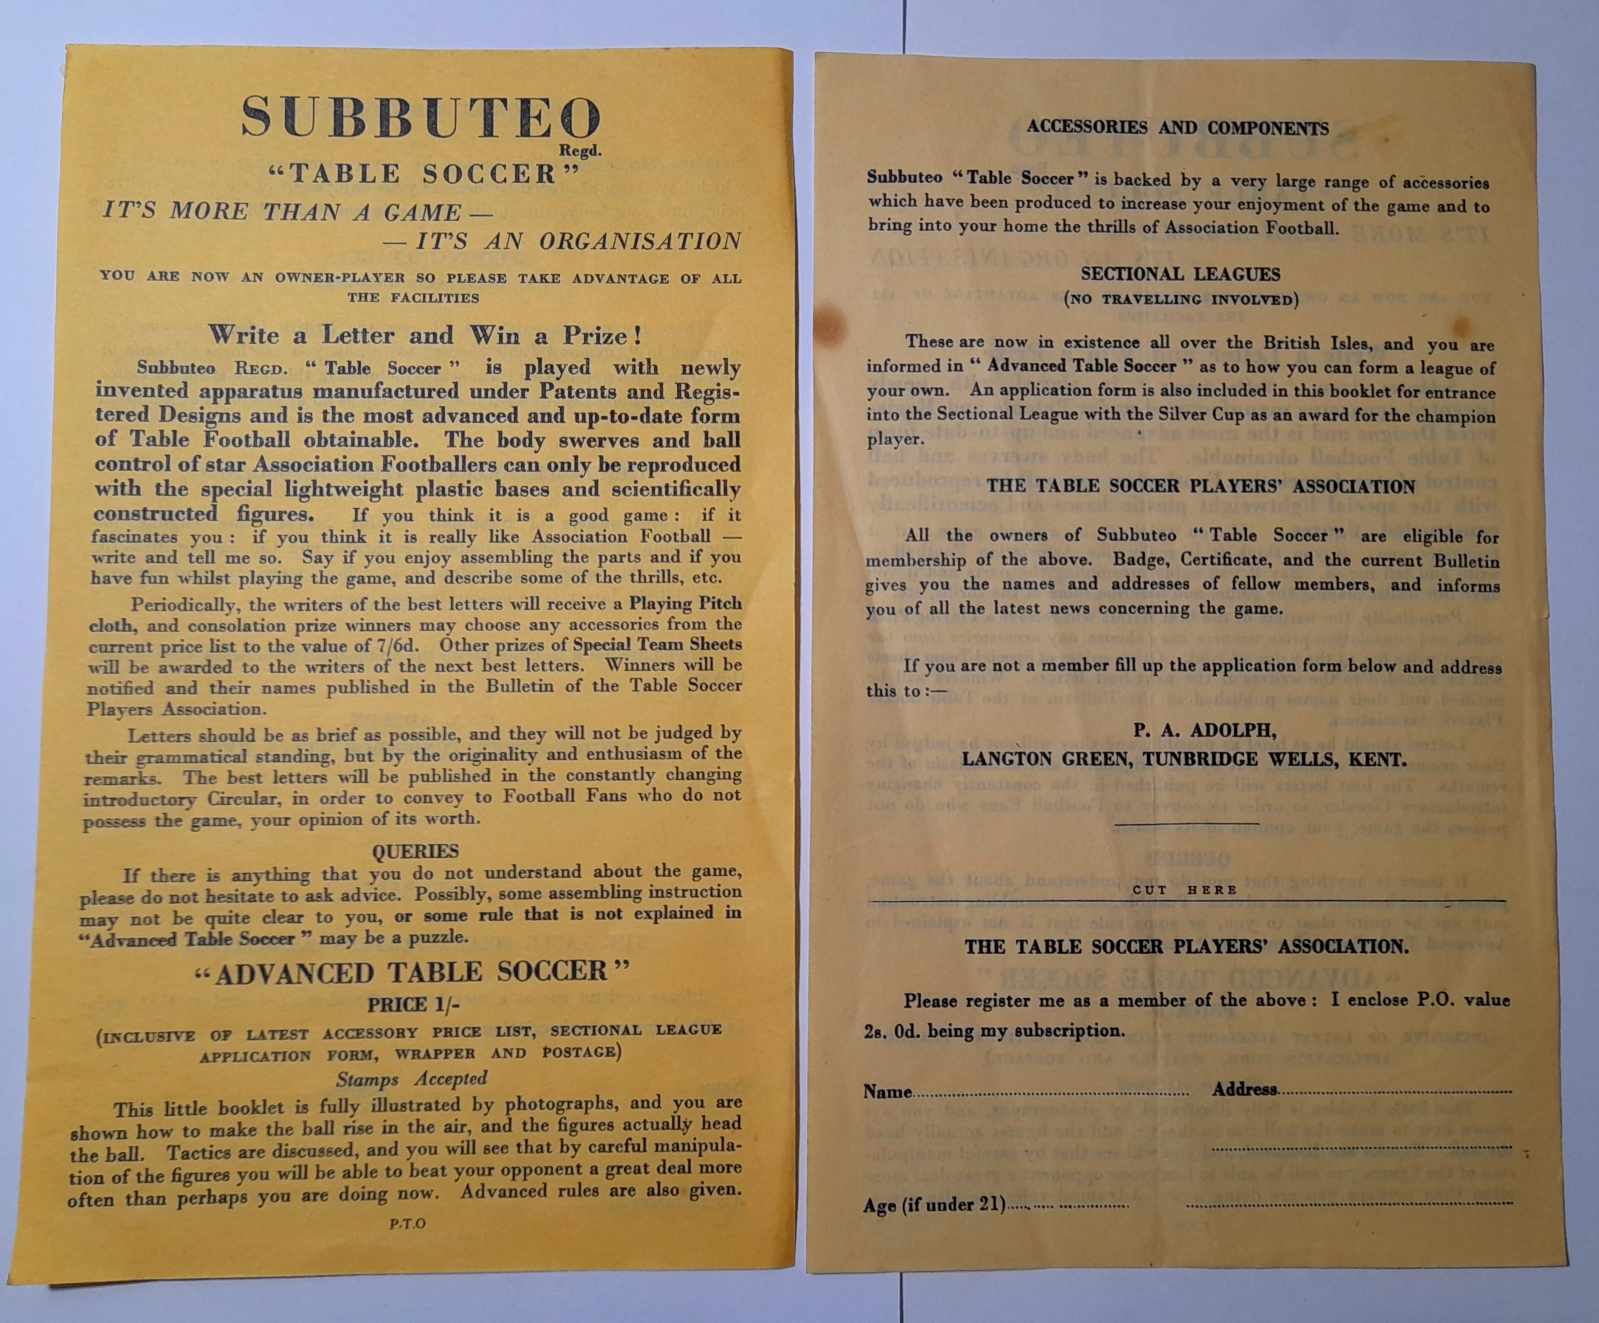 SUBBUTEO
Regd.
“TABLE SOCCER”
IT'S MORE THAN A GAME —
— IT'S AN ORGANISATION
YOU ARE NOW AN OWNER-PLAYER SO PLEASE TAKE ADVANTAGE OF ALL
THE FACILITIES
Write a Letter and Win a Prize!
Subbuteo REGD. “ Table Soccer ” is played with newly
invented apparatus manufactured under Patents and Regis-
tered Designs and is the most advanced and up-to-date form
of Table Football obtainable. The body swerves and ball
control of star Association Footballers can only be reproduced
with the special lightweight plastic bases and scientifically
constructed figures. If you think it is a good game : if it
fascinates you : if you think it is really like Association Football —
write and tell me so. Say if you enjoy assembling the parts and if you
have fun whilst playing the game, and describe some of the thrills, etc.
Periodically, the writers of the best letters will receive a Playing Pitch
cloth, and consolation prize winners may choose any accessories from the
current price list to the value of 7/6d. Other prizes of Special Team Sheets
will be awarded to the writers of the next best letters. Winners will be
notified and their names published in the Bulletin of the Table Soccer
Players Association.
Letters should be as brief as possible, and they will not be judged by
their grammatical standing, but by the originality and enthusiasm of the
remarks. The best letters will be published in the constantly changing
introductory Circular, in order to convey to Football Fans who do not
possess the game, your opinion of its worth.
QUERIES
If there is anything that you do not understand about the game,
please do not hesitate to ask advice. Possibly, some assembling instruction
may not be quite clear to you, or some rule that is not explained in
“Advanced Table Soccer ” may be a puzzle.
“ADVANCED TABLE SOCCER”
PRICE 1/-
(INCLUSIVE OF LATEST ACCESSORY PRICE LIST, SECTIONAL LEAGUE
APPLICATION FORM, WRAPPER AND POSTAGE)
Stamps Accepted
This little booklet is fully illustrated by photographs, and you are
shown how to make the ball rise in the air, and the figures actually head
the ball. Tactics are discussed, and you will see that by careful manipula-
tion of the figures you will be able to beat your opponent a great deal more
often than perhaps you are doing now. Advanced rules are also given.
P.T.O
ACCESSORIES AND COMPONENTS
Subbuteo “Table Soccer” is backed by a very large range of accessories
which have been produced to increase your enjoyment of the game and to
bring into your home the thrills of Association Football.
SECTIONAL LEAGUES
(NO TRAVELLING INVOLVED)
These are now in existence all over the British Isles, and you are
informed in “ Advanced Table Soccer ” as to how you can form a league of
your own. An application form is also included in this booklet for entrance
into the Sectional League with the Silver Cup as an award for the champion
player.
THE TABLE SOCCER PLAYERS' ASSOCIATION
All the owners of Subbuteo “Table Soccer” are eligible for
membership of the above. Badge, Certificate, and the current Bulletin
gives you the names and addresses of fellow members, and informs
you of all the latest news concerning the game.
If you are not a member fill up the application form below and address
this to :—
P. A. ADOLPH,
LANGTON GREEN, TUNBRIDGE WELLS, KENT.
CUT HERE
THE TABLE SOCCER PLAYERS' ASSOCIATION.
Please register me as a member of the above : I enclose P.O. value
2s. 0d. being my subscription.
Name.................... Address....................
Age (if under 21)....................